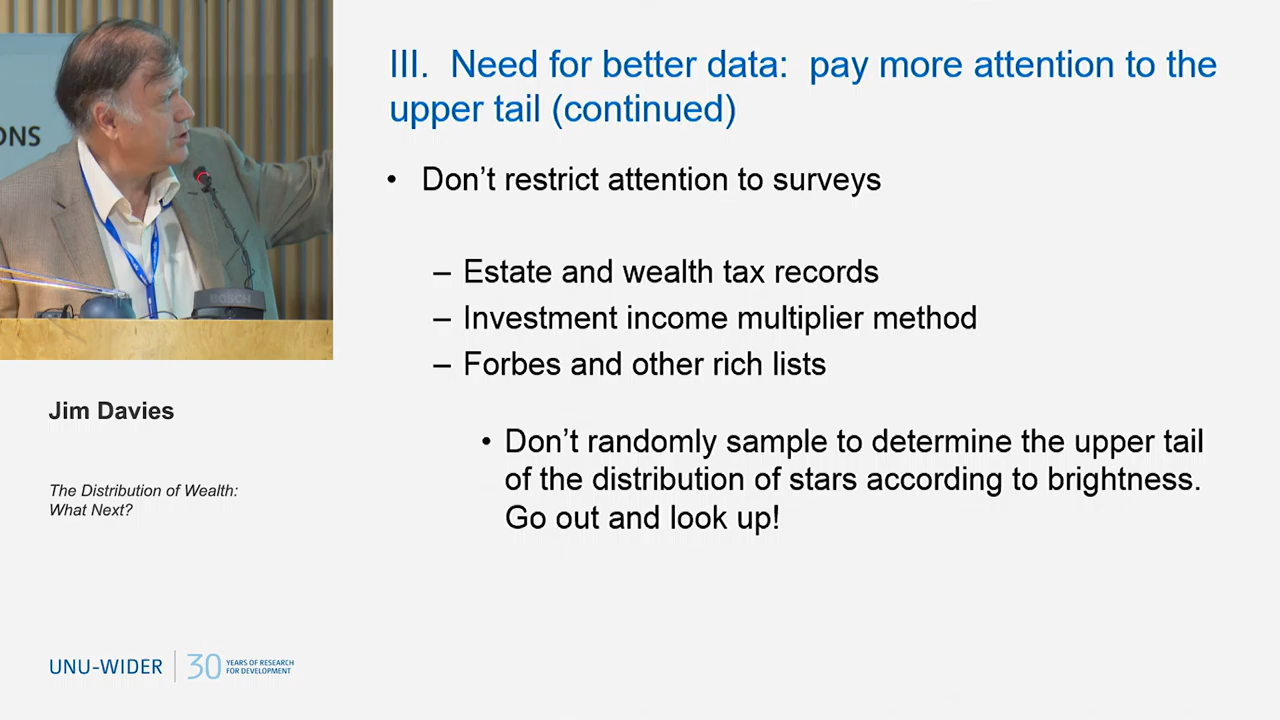 III. Need for better data: pay more attention to the
upper tail (continued)
• Don't restrict attention to surveys
– Estate and wealth tax records
– Investment income multiplier method
– Forbes and other rich lists
• Don't randomly sample to determine the upper tail
of the distribution of stars according to brightness.
Go out and look up!
ONS
BOSCH
Jim Davies
The Distribution of Wealth:
What Next?
UNU-WIDER
30
YEARS OF RESEARCH
FOR DEVELOPMENT